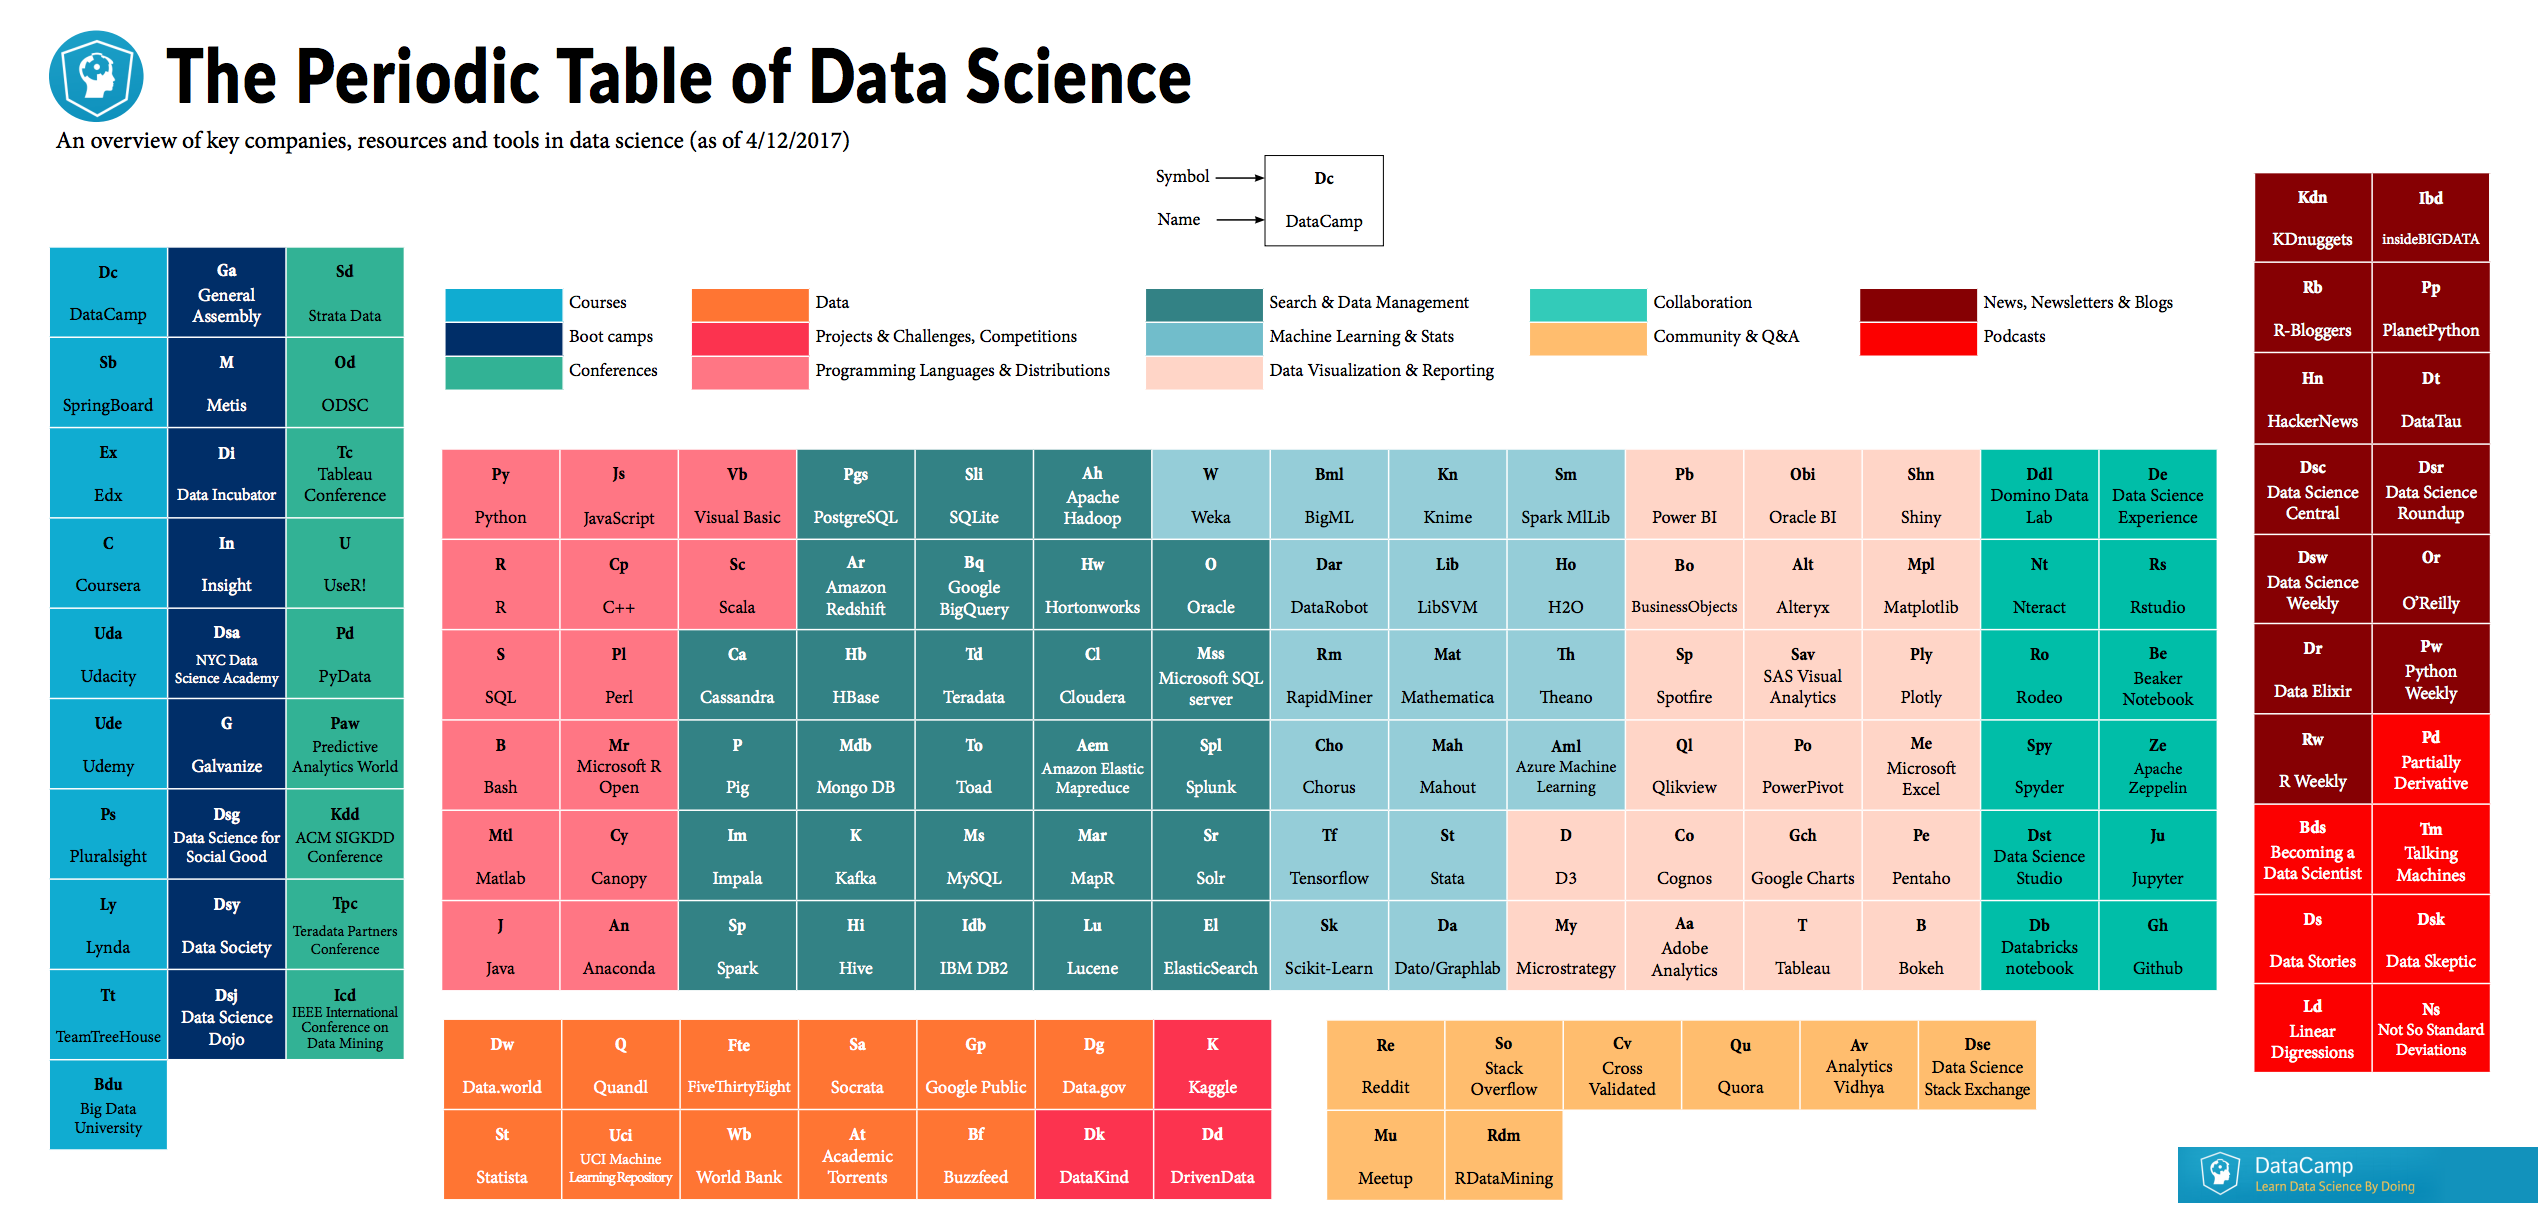 The Periodic Table of Data Science
An overview of key companies, resources and tools in data science (as of 4/12/2017)
Symbol
Dc
Name
DataCamp
Courses
Boot camps
Conferences
Data
Projects & Challenges, Competitions
Programming Languages & Distributions
Search & Data Management
Machine Learning & Stats
Data Visualization & Reporting
Collaboration
Community & Q&A
News, Newsletters & Blogs
Podcasts
Dc
DataCamp
Ga
General
Assembly
Sd
Strata Data
Sb
SpringBoard
M
Metis
Od
ODSC
Ex
Edx
Di
Data Incubator
Tc
Tableau
Conference
C
Coursera
In
Insight
U
UseR!
Uda
Udacity
Dsa
NYC Data
Science Academy
Pd
PyData
Ude
Udemy
G
Galvanize
Paw
Predictive
Analytics World
Ps
Pluralsight
Dsg
Data Science for
Social Good
Kdd
ACM SIGKDD
Conference
Ly
Lynda
Dsy
Data Society
Tpc
Teradata Partners
Conference
Tt
TeamTreeHouse
Dsj
Data Science
Dojo
Icd
IEEE International
Conference on
Data Mining
Bdu
Big Data
University
Py
Python
Js
JavaScript
Vb
Visual Basic
Pgs
PostgreSQL
Sli
SQLite
Ah
Apache
Hadoop
W
Weka
Bml
BigML
Kn
Knime
Sm
Spark MlLib
Pb
Power BI
Obi
Oracle BI
Shn
Shiny
Ddl
Domino Data
Lab
De
Data Science
Experience
R
R
Cp
C++
Sc
Scala
Ar
Amazon
Redshift
Bq
Google
BigQuery
Hw
Hortonworks
O
Oracle
Dar
DataRobot
Lib
LibSVM
Ho
H2O
Bo
BusinessObjects
Alt
Alteryx
Mpl
Matplotlib
Nt
Nteract
Rs
Rstudio
S
SQL
Pl
Perl
Ca
Cassandra
Hb
HBase
Td
Teradata
Cl
Cloudera
Mss
Microsoft SQL
server
Rm
RapidMiner
Mat
Mathematica
Th
Theano
Sp
Spotfire
Sav
SAS Visual
Analytics
Ply
Plotly
Ro
Rodeo
Be
Beaker
Notebook
B
Bash
Mr
Microsoft R
Open
P
Pig
Mdb
Mongo DB
To
Toad
Aem
Amazon Elastic
Mapreduce
Spl
Splunk
Cho
Chorus
Mah
Mahout
Aml
Azure Machine
Learning
Ql
Qlikview
Po
PowerPivot
Me
Microsoft
Excel
Spy
Spyder
Ze
Apache
Zeppelin
Mtl
Matlab
Cy
Canopy
Im
Impala
K
Kafka
Ms
MySQL
Mar
MapR
Sr
Solr
Tf
Tensorflow
St
Stata
D
D3
Co
Cognos
Gch
Google Charts
Pe
Pentaho
Dst
Data Science
Studio
Ju
Jupyter
J
Java
An
Anaconda
Sp
Spark
Hi
Hive
Idb
IBM DB2
Lu
Lucene
El
ElasticSearch
Sk
Scikit-Learn
Da
Dato/Graphlab
My
Microstrategy
Aa
Adobe
Analytics
T
Tableau
B
Bokeh
Db
Databricks
notebook
Gh
Github
Dw
Data.world
Q
Quandl
Fte
FiveThirtyEight
Sa
Socrata
Gp
Google Public
Dg
Data.gov
K
Kaggle
St
Statista
Uci
UCI Machine
Learning Repository
Wb
World Bank
At
Academic
Torrents
Bf
Buzzfeed
Dk
DataKind
Dd
DrivenData
Re
Reddit
So
Stack
Overflow
Cv
Cross
Validated
Qu
Quora
Av
Analytics
Vidhya
Dse
Data Science
Stack Exchange
Mu
Meetup
Rdm
RDataMining
Kdn
KDnuggets
Ibd
insideBIGDATA
Rb
R-Bloggers
Pp
PlanetPython
Hn
HackerNews
Dt
DataTau
Dsc
Data Science
Central
Dsr
Data Science
Roundup
Dsw
Data Science
Weekly
Or
O’Reilly
Dr
Data Elixir
Pw
Python
Weekly
Rw
R Weekly
Pd
Partially
Derivative
Bds
Becoming a
Data Scientist
Tm
Talking
Machines
Ds
Data Stories
Dsk
Data Skeptic
Ld
Linear
Digressions
Ns
Not So Standard
Deviations
DataCamp
Learn Data Science By Doing